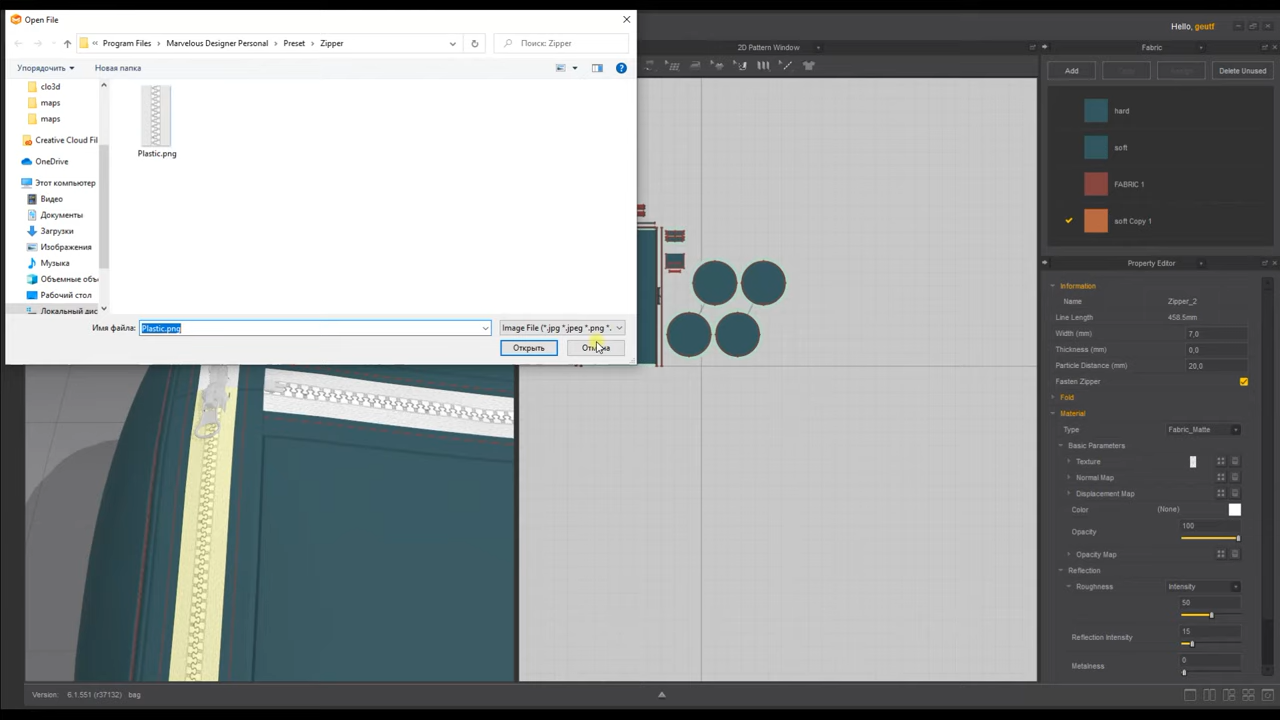 Open File
Hello, geutf
« Program Files > Marvelous Designer Personal > Preset > Zipper
Поиск: Zipper
2D Pattern Window
Fabric
Упорядочить
Новая папка
Add
Delete Unused
clo3d
maps
maps
Creative Cloud Fil
OneDrive
Этот компьютер
Видео
Документы
Загрузки
Изображения
Музыка
Объемные объ
Рабочий стол
Локальный дис
Plastic.png
hard
soft
FABRIC 1
soft Copy 1
Имя файла:
Plastic.png
Image File (*.jpg *.jpeg *.png *.
Открыть
Property Editor
Information
Name
Zipper_2
Line Length
458.5mm
Width (mm)
7,0
Thickness (mm)
0,0
Particle Distance (mm)
20,0
Fasten Zipper
Fold
Material
Type
Fabric_Matte
Basic Parameters
Texture
Normal Map
Displacement Map
Color
(None)
Opacity
100
Opacity Map
Reflection
Roughness
Intensity
50
Reflection Intensity
15
Metalness
0
Version: 6.1.551 (r37132) bag